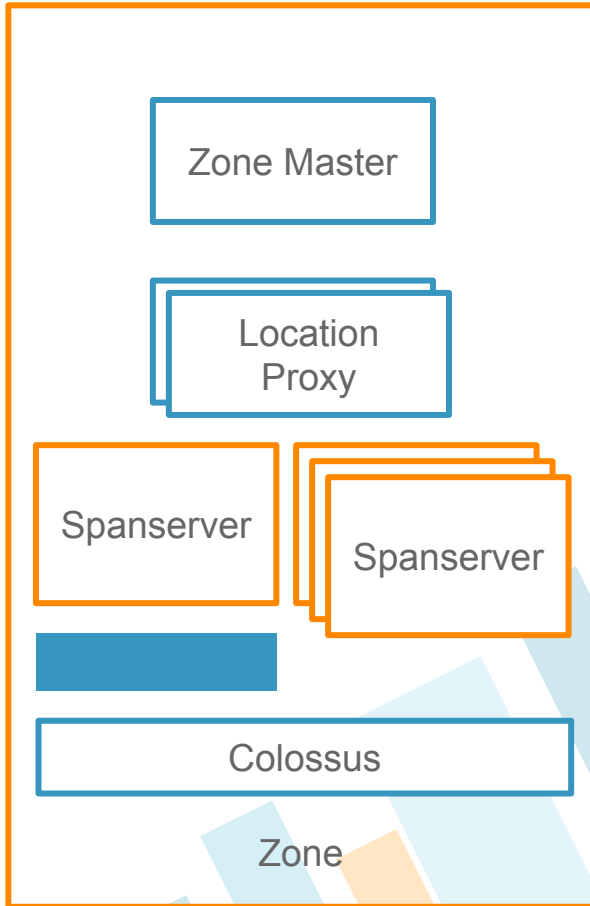 Zone Master
Location
Proxy
Spanserver
Spanserver
Colossus
Zone